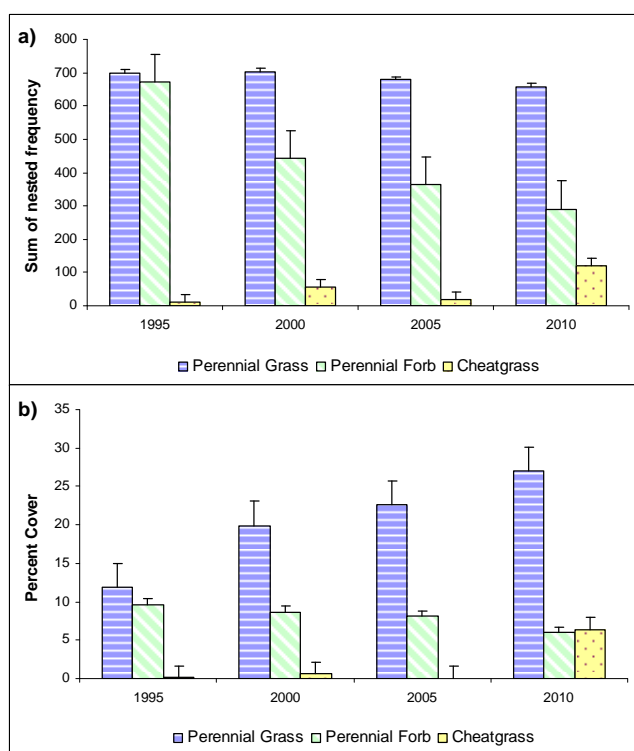 a)
800
700
600
500
400
300
200
100
0
Sum of nested frequency
1995 2000 2005 2010
Perennial Grass Perennial Forb Cheatgrass
b)
35
30
25
20
15
10
5
0
Percent Cover
1995 2000 2005 2010
Perennial Grass Perennial Forb Cheatgrass